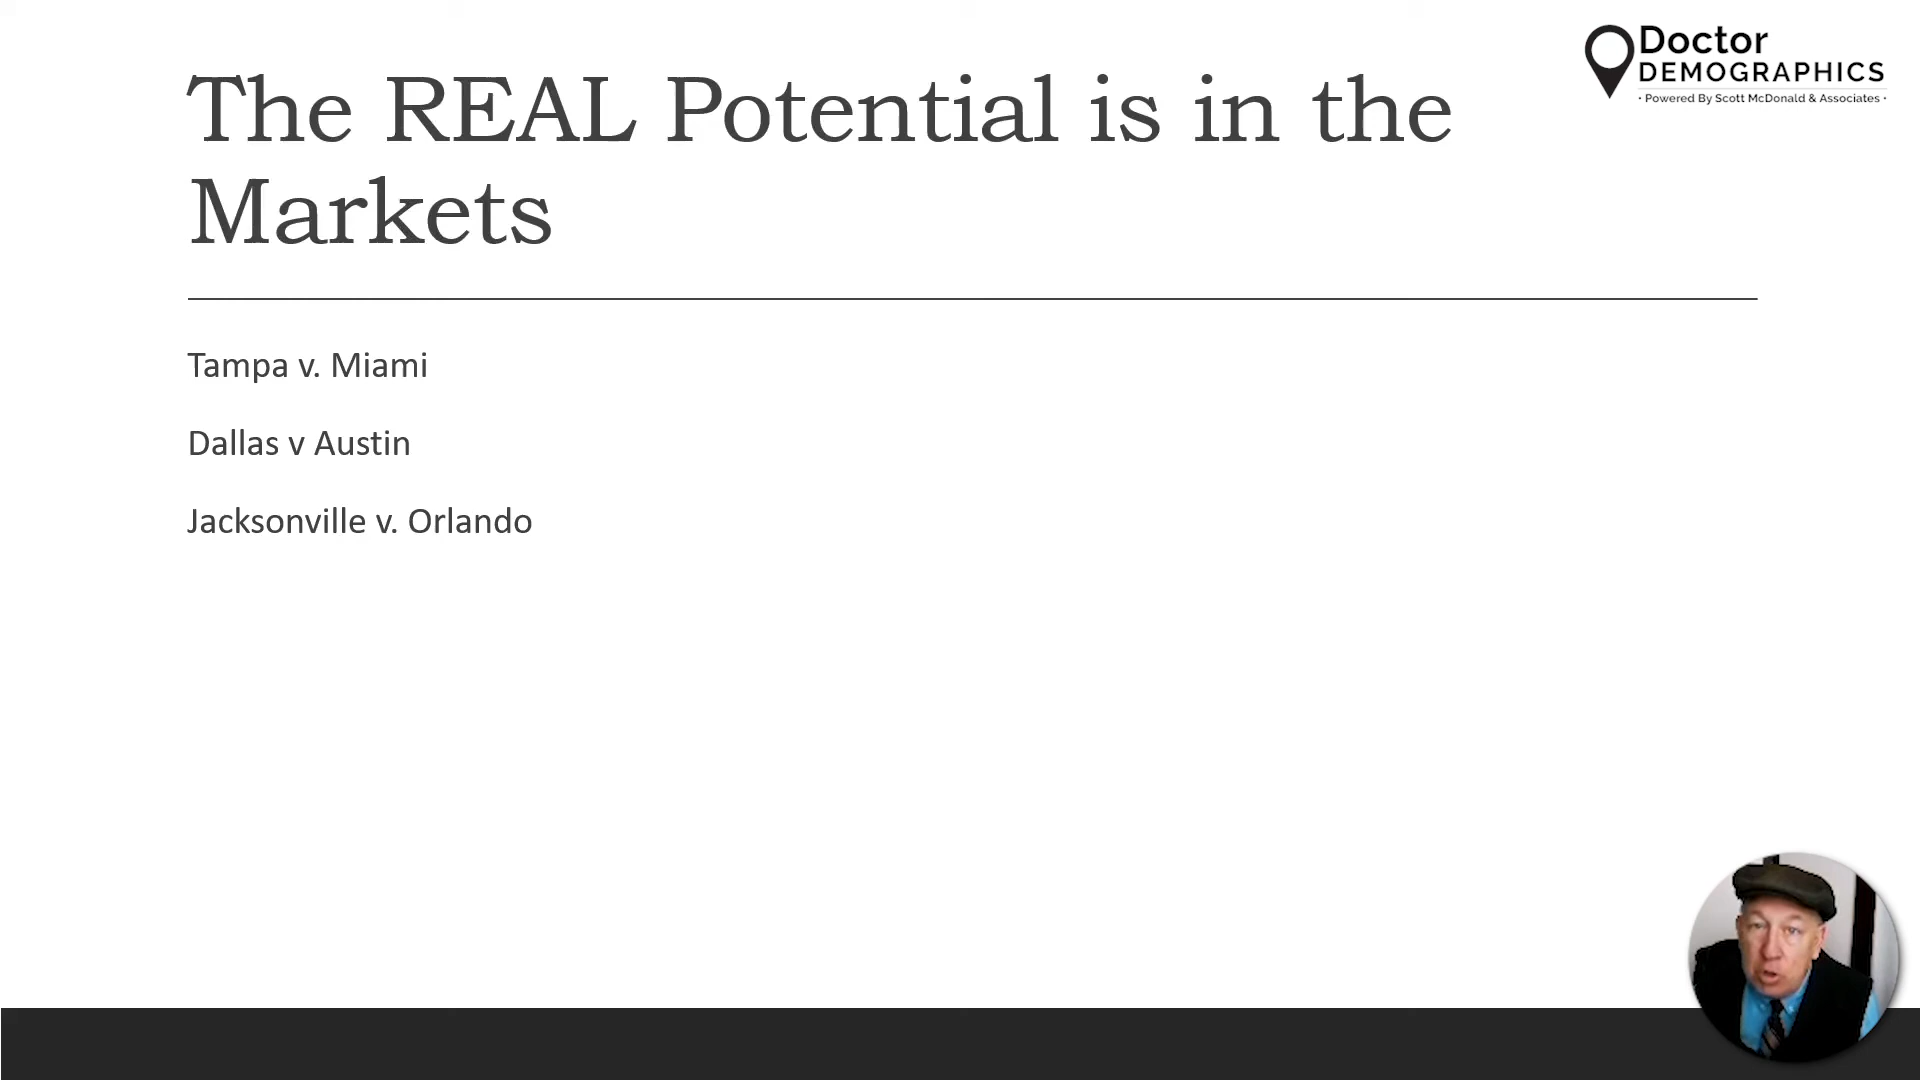 The REAL Potential is in the
Markets
Doctor
DEMOGRAPHICS
· Powered By Scott McDonald & Associates ·
Tampa v. Miami
Dallas v Austin
Jacksonville v. Orlando